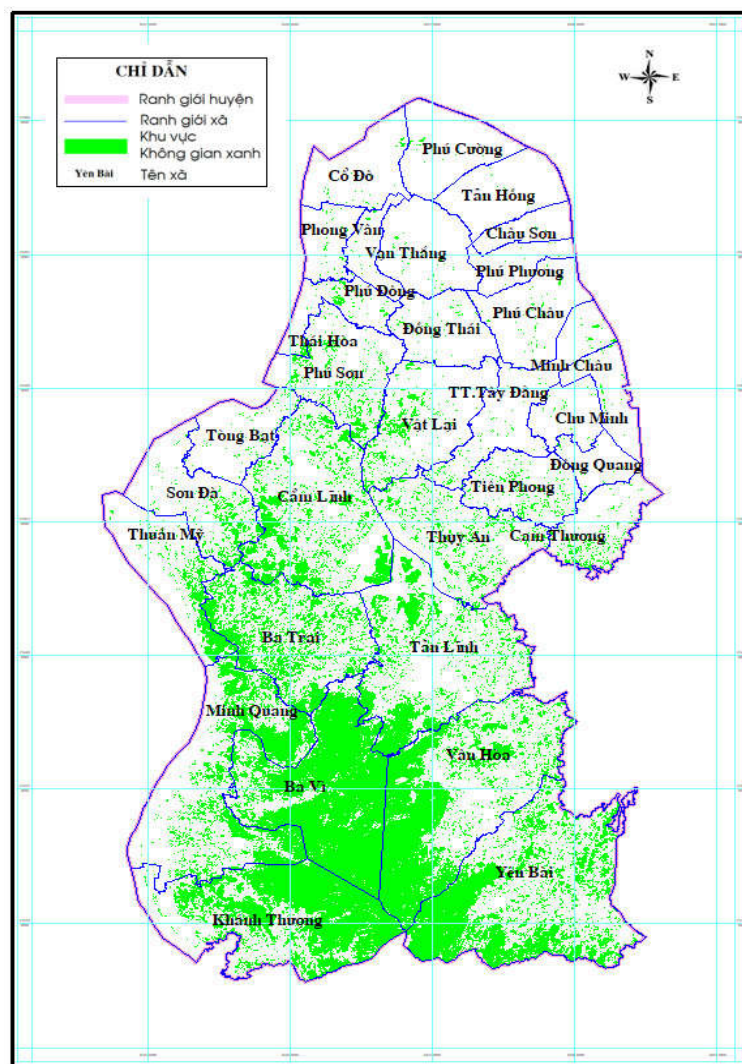 CHỈ DẪN
Ranh giới huyện
Ranh giới xã
Khu vực
Không gian xanh
Yên Bài
Tên xã
N
W
E
S
Phú Cường
Cổ Đô
Tân Hồng
Phong Vân
Châu Sơn
Vạn Thắng
Phú Phương
Phú Đông
Phú Châu
Đồng Thái
Thái Hòa
Minh Châu
Phú Sơn
TT.Tây Đằng
Chu Minh
Vật Lại
Tòng Bạt
Đông Quang
Tiên Phong
Sơn Đà
Cẩm Lĩnh
Thuần Mỹ
Thụy An
Cam Thượng
Ba Trại
Tản Lĩnh
Minh Quang
Vân Hòa
Ba Vì
Yên Bài
Khánh Thượng